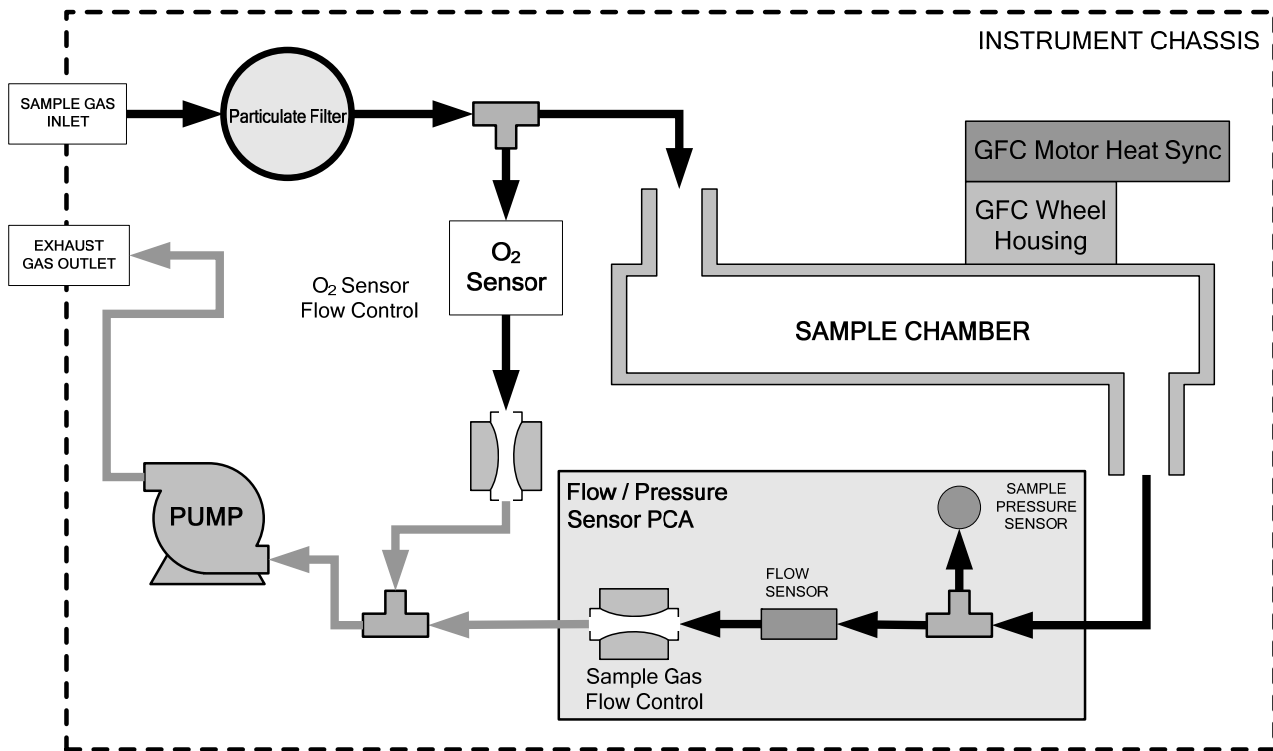 INSTRUMENT CHASSIS
SAMPLE GAS
INLET
Particulate Filter
GFC Motor Heat Sync
GFC Wheel
Housing
EXHAUST
GAS OUTLET
O₂
Sensor
O₂ Sensor
Flow Control
SAMPLE CHAMBER
PUMP
Flow / Pressure
Sensor PCA
SAMPLE
PRESSURE
SENSOR
FLOW
SENSOR
Sample Gas
Flow Control